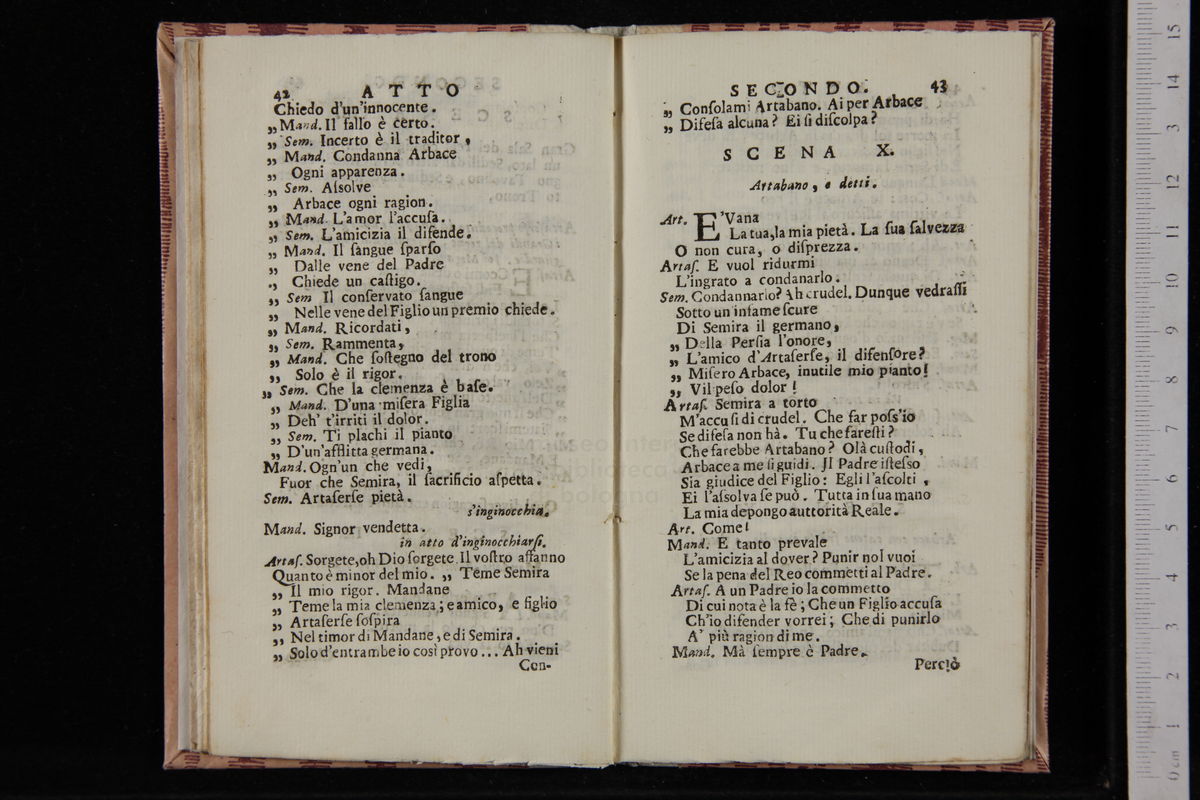 42 ATTO
Chiedo d'un'innocente.
„ Mand. Il fallo è certo.
„ Sem. Incerto è il traditor,
„ Mand. Condanna Arbace
„ Ogni apparenza.
„ Sem. Aſsolve
„ Arbace ogni ragion.
„ Mand. L'amor l'accuſa.
„ Sem. L'amicizia il difende.
„ Mand. Il ſangue ſparſo
„ Dalle vene del Padre
„ Chiede un caſtigo.
„ Sem Il conſervato ſangue
„ Nelle vene del Figlio un premio chiede.
„ Mand. Ricordati,
„ Sem. Rammenta,
„ Mand. Che ſoſtegno del trono
„ Solo è il rigor.
„ Sem. Che la clemenza è baſe.
„ Mand. D'una miſera Figlia
„ Deh' t'irriti il dolor.
„ Sem. Ti plachi il pianto
„ D'un'afflitta germana.
Mand. Ogn'un che vedi,
Fuor che Semira, il ſacrificio aſpetta.
Sem. Artaſerſe pietà.
s'inginocchia.
Mand. Signor vendetta.
in atto d'inginocchiarſi.
Artaſ. Sorgete, oh Dio ſorgete. Il voſtro affanno
Quanto è minor del mio. „ Teme Semira
„ Il mio rigor. Mandane
„ Teme la mia clemenza; e amico, e figlio
„ Artaſerſe ſoſpira
„ Nel timor di Mandane, e di Semira.
„ Solo d'entrambe io così provo ... Ah vieni
Con-
SECONDO. 43
„ Conſolami Artabano. Ai per Arbace
„ Difeſa alcuna? Ei ſi diſcolpa?
SCENA X.
Artabano, e detti.
Art. E'Vana
La tua, la mia pietà. La ſua ſalvezza
O non cura, o diſprezza.
Artaſ. E vuol ridurmi
L'ingrato a condanarlo.
Sem. Condannarlo? Ah crudel. Dunque vedraſſi
Sotto un infame ſcure
Di Semira il germano,
„ Della Perſia l'onore,
„ L'amico d'Artaſerſe, il difenſore?
„ Miſero Arbace, inutile mio pianto!
„ Vilipeſo dolor!
Artaſ. Semira a torto
M'accuſi di crudel. Che far poſs'io
Se difeſa non hà. Tu che fareſti?
Che farebbe Artabano? Olà cuſtodi,
Arbace a me ſi guidi. Il Padre iſteſso
Sia giudice del Figlio: Egli l'aſcolti,
Ei l'aſsolva ſe può. Tutta in ſua mano
La mia depongo auttorità Reale.
Art. Come!
Mand. E tanto prevale
L'amicizia al dover? Punir nol vuoi
Se la pena del Reo commetti al Padre.
Artaſ. A un Padre io la commetto
Di cui nota è la fè; Che un Figlio accuſa
Ch'io difender vorrei; Che di punirlo
A' più ragion di me.
Mand. Mà ſempre è Padre.
Perciò